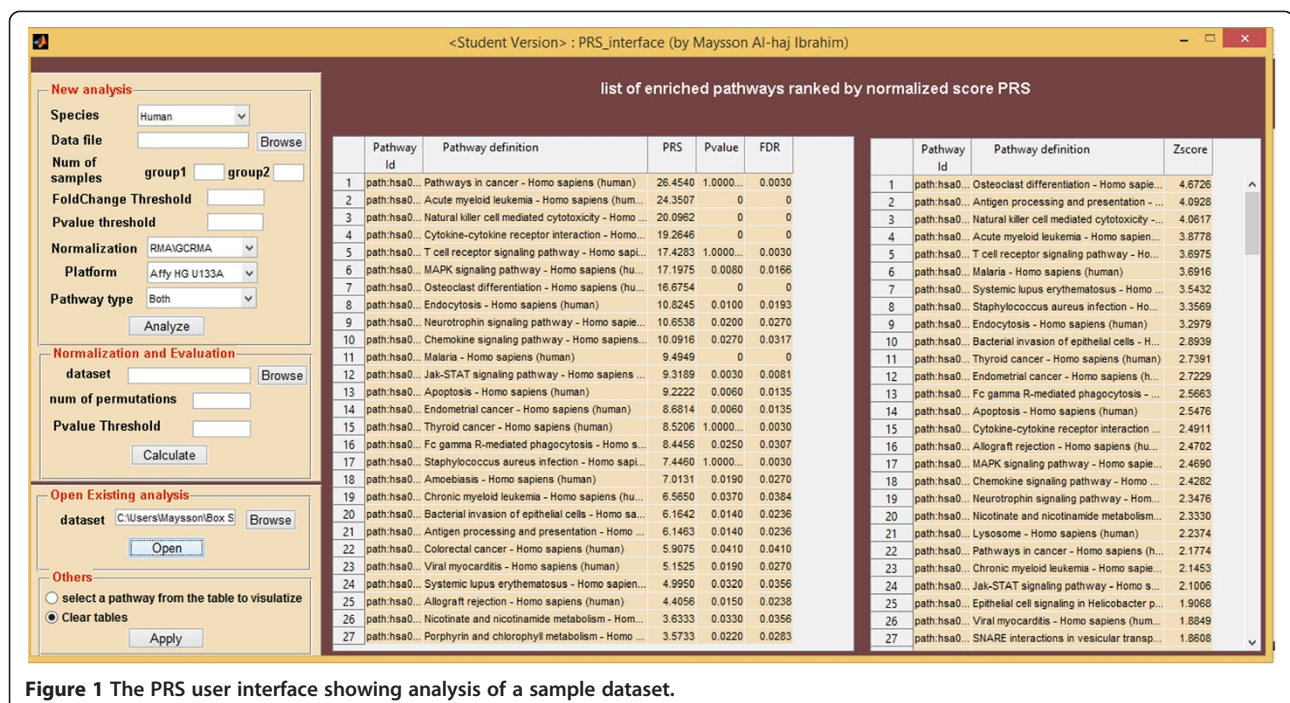 <Student Version> : PRS_interface (by Maysson Al-haj Ibrahim)
New analysis
Species Human
Data file Browse
Num of samples group1 group2
FoldChange Threshold
Pvalue threshold
Normalization RMA\GCRMA
Platform Affy HG U133A
Pathway type Both
Analyze
Normalization and Evaluation
dataset Browse
num of permutations
Pvalue Threshold
Calculate
Open Existing analysis
dataset C:\Users\Maysson\Box S Browse
Open
Others
select a pathway from the table to visulatize
Clear tables
Apply
list of enriched pathways ranked by normalized score PRS
Pathway Id Pathway definition PRS Pvalue FDR
1 path:hsa0... Pathways in cancer - Homo sapiens (human) 26.4540 1.0000... 0.0030
2 path:hsa0... Acute myeloid leukemia - Homo sapiens (hum... 24.3507 0 0
3 path:hsa0... Natural killer cell mediated cytotoxicity - Homo ... 20.0962 0 0
4 path:hsa0... Cytokine-cytokine receptor interaction - Homo... 19.2646 0 0
5 path:hsa0... T cell receptor signaling pathway - Homo sapi... 17.4283 1.0000... 0.0030
6 path:hsa0... MAPK signaling pathway - Homo sapiens (hu... 17.1975 0.0080 0.0166
7 path:hsa0... Osteoclast differentiation - Homo sapiens (hu... 16.6754 0 0
8 path:hsa0... Endocytosis - Homo sapiens (human) 10.8245 0.0100 0.0193
9 path:hsa0... Neurotrophin signaling pathway - Homo sapie... 10.6538 0.0200 0.0270
10 path:hsa0... Chemokine signaling pathway - Homo sapiens... 10.0916 0.0270 0.0317
11 path:hsa0... Malaria - Homo sapiens (human) 9.4949 0 0
12 path:hsa0... Jak-STAT signaling pathway - Homo sapiens ... 9.3189 0.0030 0.0081
13 path:hsa0... Apoptosis - Homo sapiens (human) 9.2222 0.0060 0.0135
14 path:hsa0... Endometrial cancer - Homo sapiens (human) 8.6814 0.0060 0.0135
15 path:hsa0... Thyroid cancer - Homo sapiens (human) 8.5206 1.0000... 0.0030
16 path:hsa0... Fc gamma R-mediated phagocytosis - Homo s... 8.4456 0.0250 0.0307
17 path:hsa0... Staphylococcus aureus infection - Homo sapi... 7.4460 1.0000... 0.0030
18 path:hsa0... Amoebiasis - Homo sapiens (human) 7.0131 0.0190 0.0270
19 path:hsa0... Chronic myeloid leukemia - Homo sapiens (hu... 6.5650 0.0370 0.0384
20 path:hsa0... Bacterial invasion of epithelial cells - Homo sa... 6.1642 0.0140 0.0236
21 path:hsa0... Antigen processing and presentation - Homo ... 6.1463 0.0140 0.0236
22 path:hsa0... Colorectal cancer - Homo sapiens (human) 5.9075 0.0410 0.0410
23 path:hsa0... Viral myocarditis - Homo sapiens (human) 5.1525 0.0190 0.0270
24 path:hsa0... Systemic lupus erythematosus - Homo sapien... 4.9950 0.0320 0.0356
25 path:hsa0... Allograft rejection - Homo sapiens (human) 4.4056 0.0150 0.0238
26 path:hsa0... Nicotinate and nicotinamide metabolism - Hom... 3.6333 0.0330 0.0356
27 path:hsa0... Porphyrin and chlorophyll metabolism - Homo ... 3.5733 0.0220 0.0283
Pathway Id Pathway definition Zscore
1 path:hsa0... Osteoclast differentiation - Homo sapie... 4.6726
2 path:hsa0... Antigen processing and presentation - ... 4.0928
3 path:hsa0... Natural killer cell mediated cytotoxicity -... 4.0617
4 path:hsa0... Acute myeloid leukemia - Homo sapien... 3.8778
5 path:hsa0... T cell receptor signaling pathway - Ho... 3.6975
6 path:hsa0... Malaria - Homo sapiens (human) 3.6916
7 path:hsa0... Systemic lupus erythematosus - Homo ... 3.5432
8 path:hsa0... Staphylococcus aureus infection - Ho... 3.3569
9 path:hsa0... Endocytosis - Homo sapiens (human) 3.2979
10 path:hsa0... Bacterial invasion of epithelial cells - H... 2.8939
11 path:hsa0... Thyroid cancer - Homo sapiens (human) 2.7391
12 path:hsa0... Endometrial cancer - Homo sapiens (h... 2.7229
13 path:hsa0... Fc gamma R-mediated phagocytosis - ... 2.5663
14 path:hsa0... Apoptosis - Homo sapiens (human) 2.5476
15 path:hsa0... Cytokine-cytokine receptor interaction ... 2.4911
16 path:hsa0... Allograft rejection - Homo sapiens (hu... 2.4702
17 path:hsa0... MAPK signaling pathway - Homo sapie... 2.4690
18 path:hsa0... Chemokine signaling pathway - Homo ... 2.4282
19 path:hsa0... Neurotrophin signaling pathway - Hom... 2.3476
20 path:hsa0... Nicotinate and nicotinamide metabolism... 2.3330
21 path:hsa0... Lysosome - Homo sapiens (human) 2.2374
22 path:hsa0... Pathways in cancer - Homo sapiens (h... 2.1774
23 path:hsa0... Chronic myeloid leukemia - Homo sapie... 2.1453
24 path:hsa0... Jak-STAT signaling pathway - Homo s... 2.1006
25 path:hsa0... Epithelial cell signaling in Helicobacter p... 1.9068
26 path:hsa0... Viral myocarditis - Homo sapiens (hum... 1.8849
27 path:hsa0... SNARE interactions in vesicular transp... 1.8608
Figure 1 The PRS user interface showing analysis of a sample dataset.